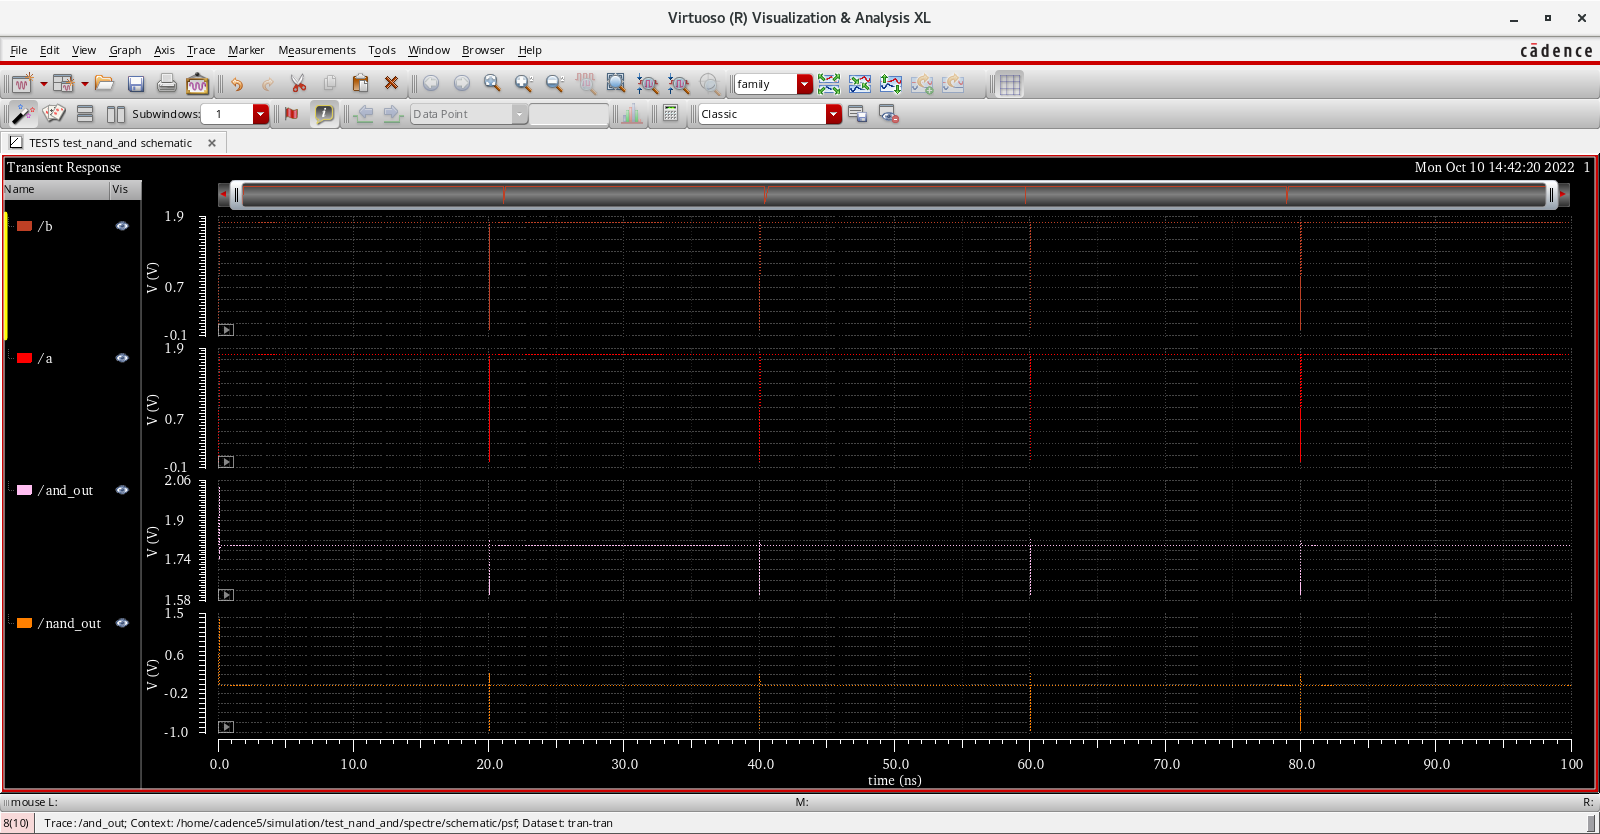 Virtuoso (R) Visualization & Analysis XL
File Edit View Graph Axis Trace Marker Measurements Tools Window Browser Help
cādence
family
Subwindows: 1
Data Point
Classic
TESTS test_nand_and schematic
Transient Response
Mon Oct 10 14:42:20 2022 1
Name Vis
/b
1.9
0.7
-0.1
V (V)
/a
1.9
0.7
-0.1
V (V)
/and_out
2.06
1.9
1.74
1.58
V (V)
/nand_out
1.5
0.6
-0.2
-1.0
V (V)
0.0 10.0 20.0 30.0 40.0 50.0 60.0 70.0 80.0 90.0 100
time (ns)
mouse L: M: R:
8(10) Trace: /and_out; Context: /home/cadence5/simulation/test_nand_and/spectre/schematic/psf; Dataset: tran-tran